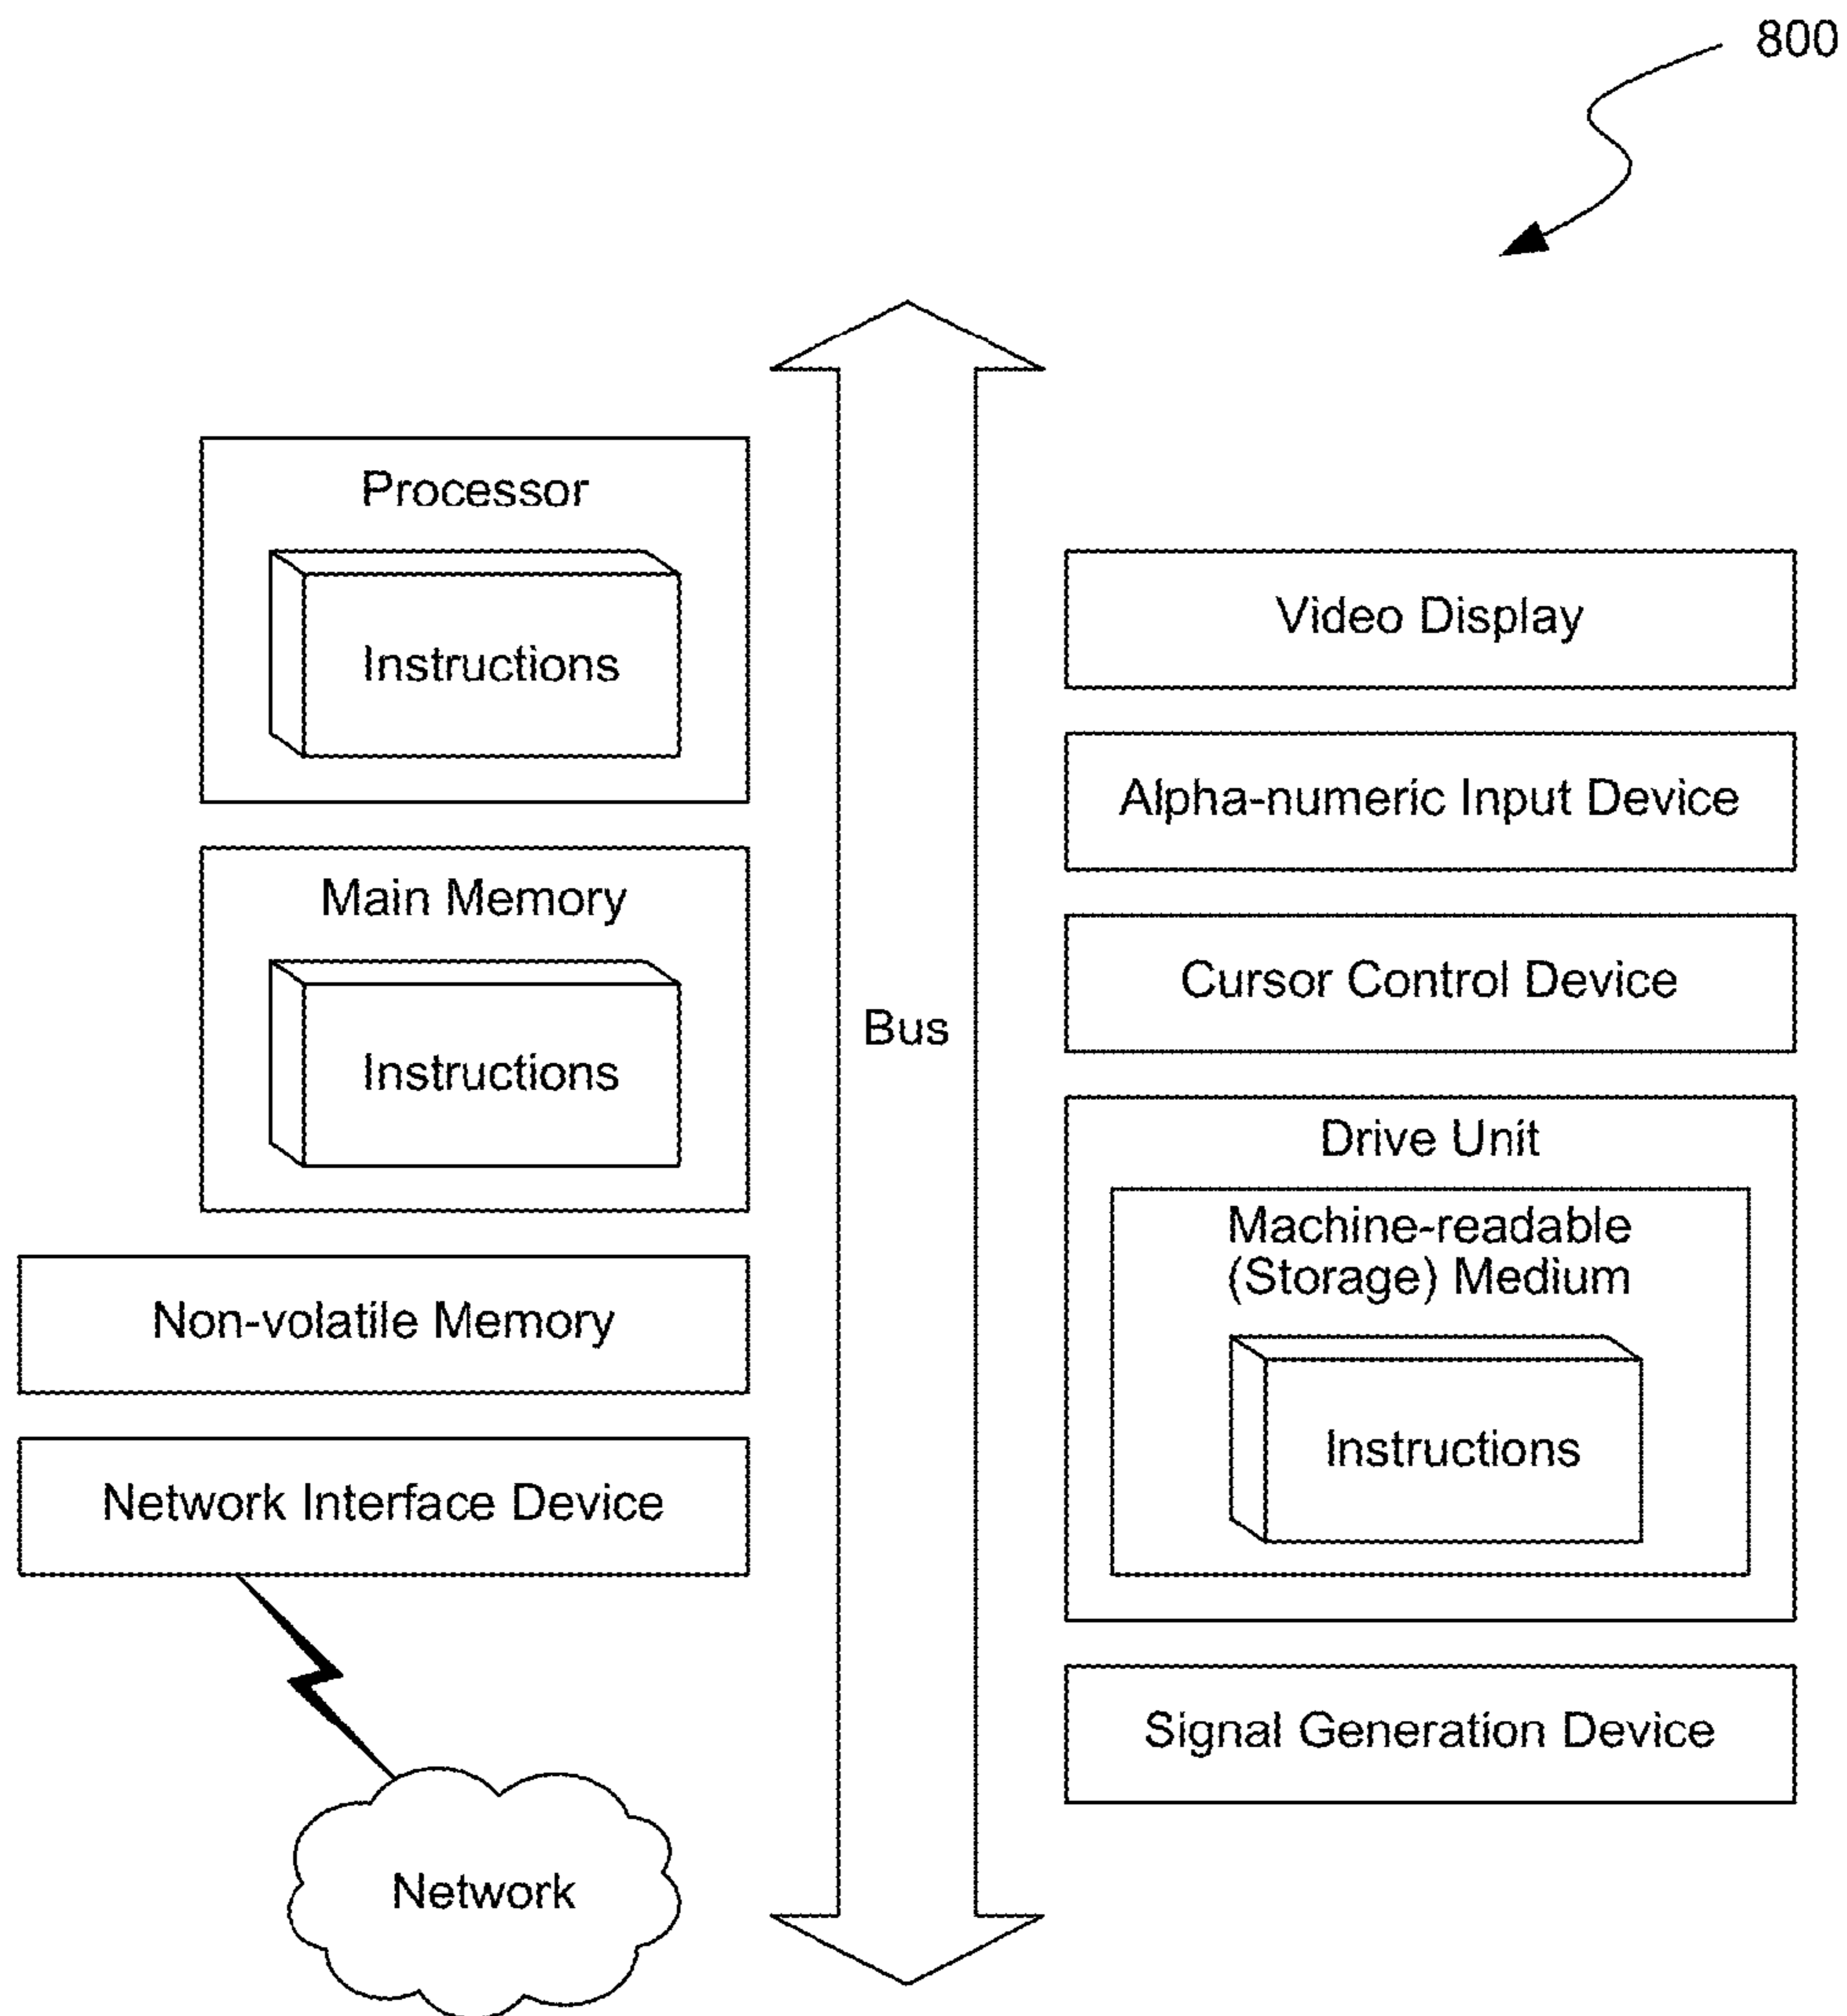 800
Processor
Instructions
Main Memory
Instructions
Non-volatile Memory
Network Interface Device
Network
Bus
Video Display
Alpha-numeric Input Device
Cursor Control Device
Drive Unit
Machine-readable
(Storage) Medium
Instructions
Signal Generation Device